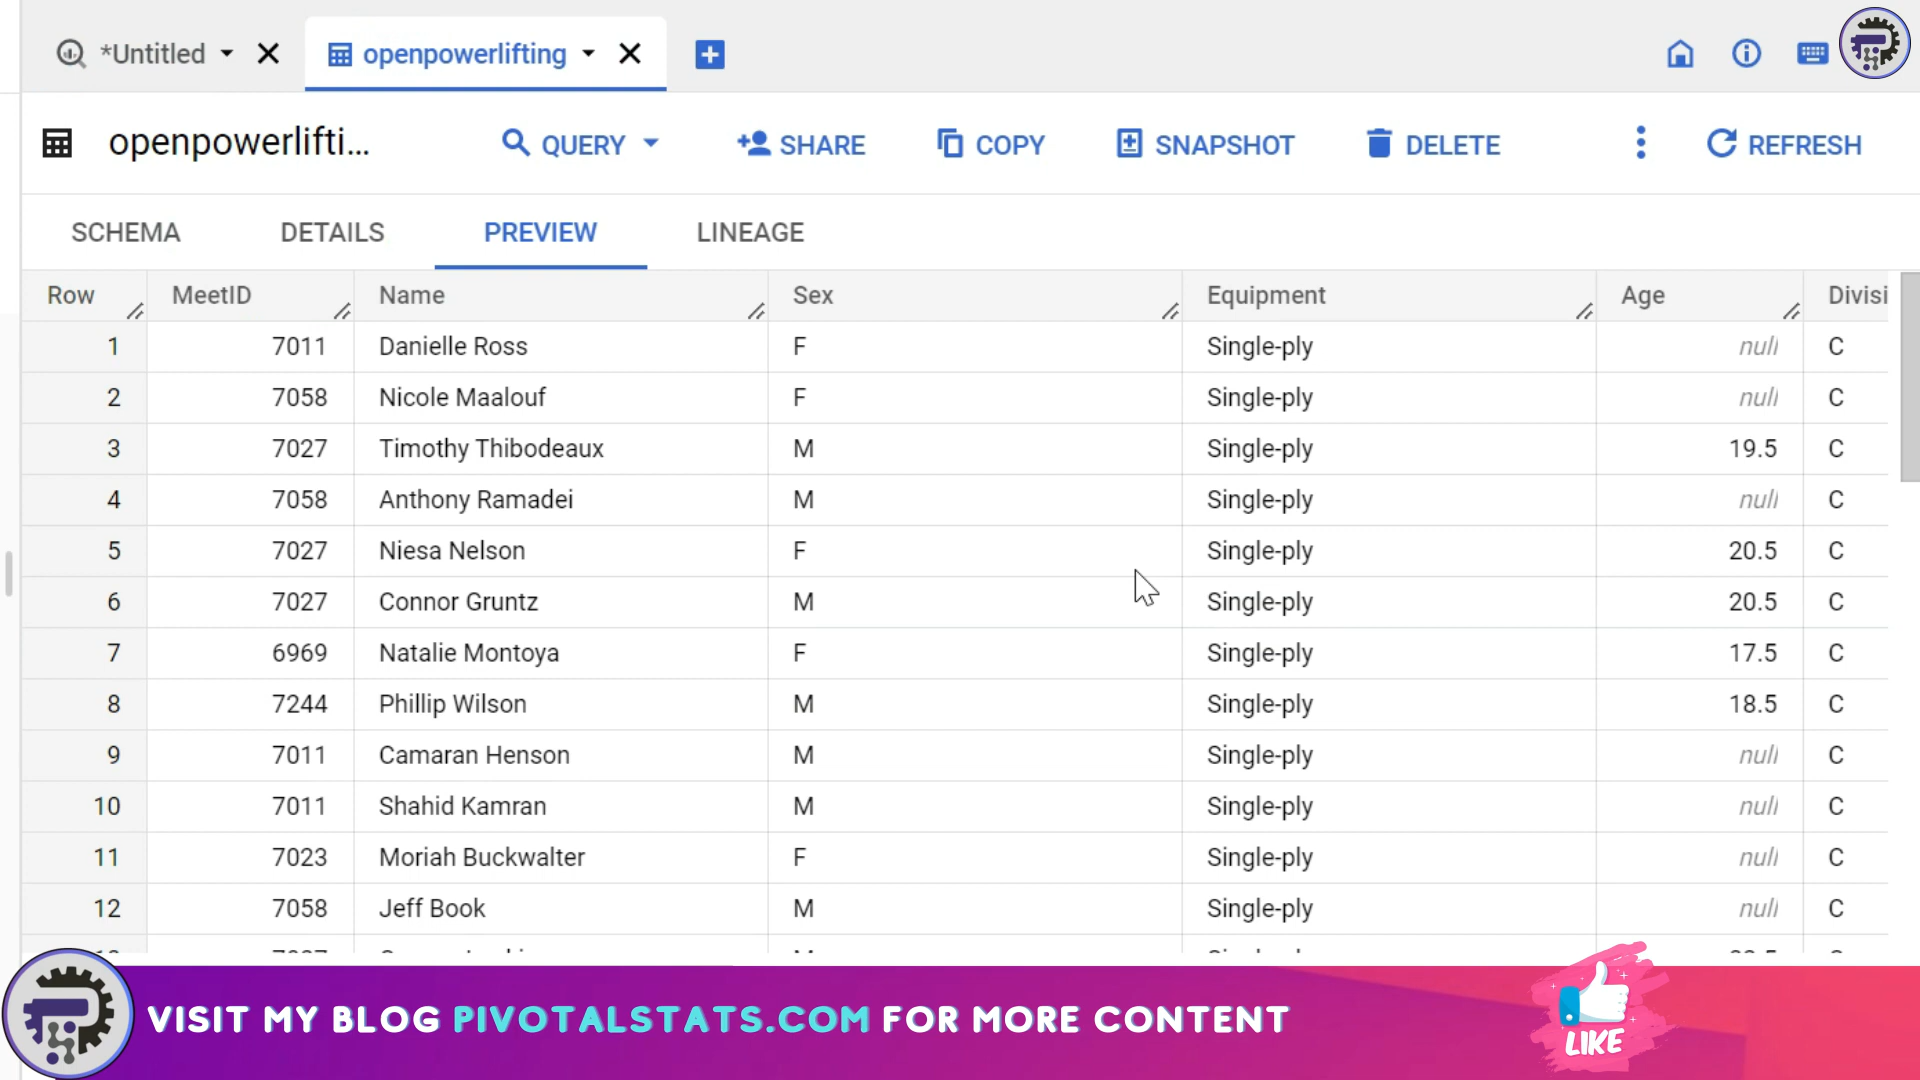 *Untitled openpowerlifting
openpowerlifti... QUERY SHARE COPY SNAPSHOT DELETE REFRESH
SCHEMA DETAILS PREVIEW LINEAGE
Row MeetID Name Sex Equipment Age Divisi
1 7011 Danielle Ross F Single-ply null C
2 7058 Nicole Maalouf F Single-ply null C
3 7027 Timothy Thibodeaux M Single-ply 19.5 C
4 7058 Anthony Ramadei M Single-ply null C
5 7027 Niesa Nelson F Single-ply 20.5 C
6 7027 Connor Gruntz M Single-ply 20.5 C
7 6969 Natalie Montoya F Single-ply 17.5 C
8 7244 Phillip Wilson M Single-ply 18.5 C
9 7011 Camaran Henson M Single-ply null C
10 7011 Shahid Kamran M Single-ply null C
11 7023 Moriah Buckwalter F Single-ply null C
12 7058 Jeff Book M Single-ply null C
VISIT MY BLOG PIVOTALSTATS.COM FOR MORE CONTENT
LIKE